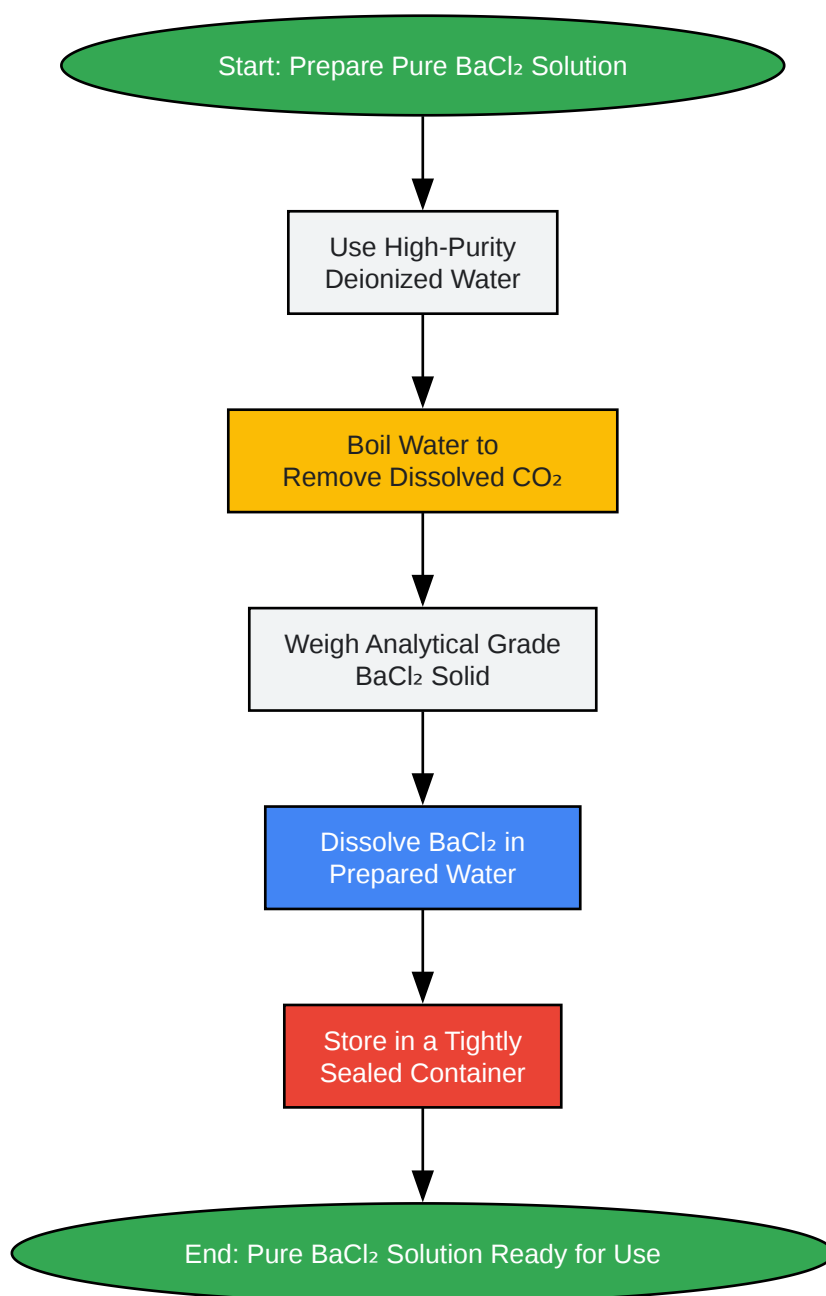 Start: Prepare Pure BaCl₂ Solution
Use High-Purity
Deionized Water
Boil Water to
Remove Dissolved CO₂
Weigh Analytical Grade
BaCl₂ Solid
Dissolve BaCl₂ in
Prepared Water
Store in a Tightly
Sealed Container
End: Pure BaCl₂ Solution Ready for Use